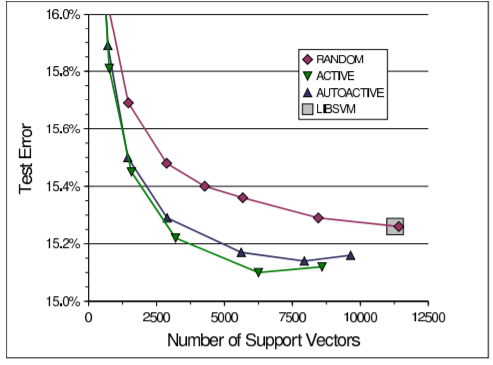 16.0%
15.8%
15.6%
15.4%
15.2%
15.0%
Test Error
RANDOM
ACTIVE
AUTOACTIVE
LIBSVM
0 2500 5000 7500 10000 12500
Number of Support Vectors